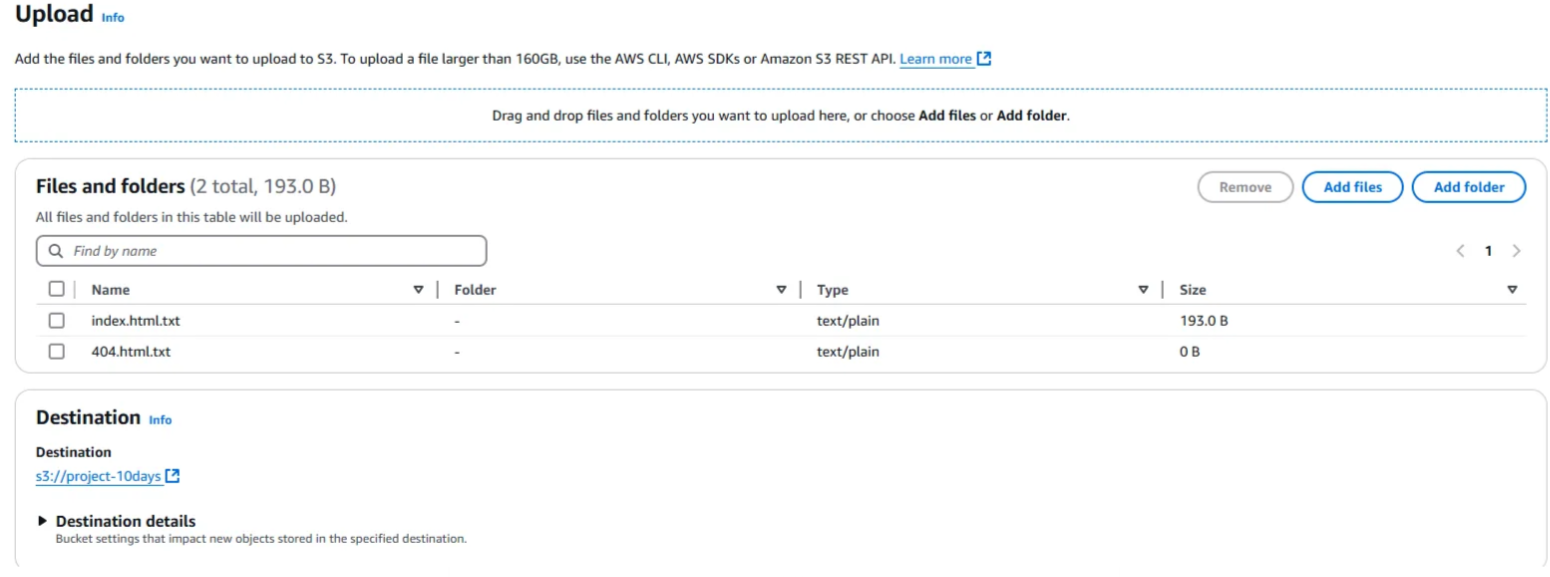 Upload Info
Add the files and folders you want to upload to S3. To upload a file larger than 160GB, use the AWS CLI, AWS SDKs or Amazon S3 REST API. Learn more
Drag and drop files and folders you want to upload here, or choose Add files or Add folder.
Files and folders (2 total, 193.0 B)
Remove Add files Add folder
All files and folders in this table will be uploaded.
Find by name
1
Name Folder Type Size
index.html.txt - text/plain 193.0 B
404.html.txt - text/plain 0 B
Destination Info
Destination
s3://project-10days
Destination details
Bucket settings that impact new objects stored in the specified destination.